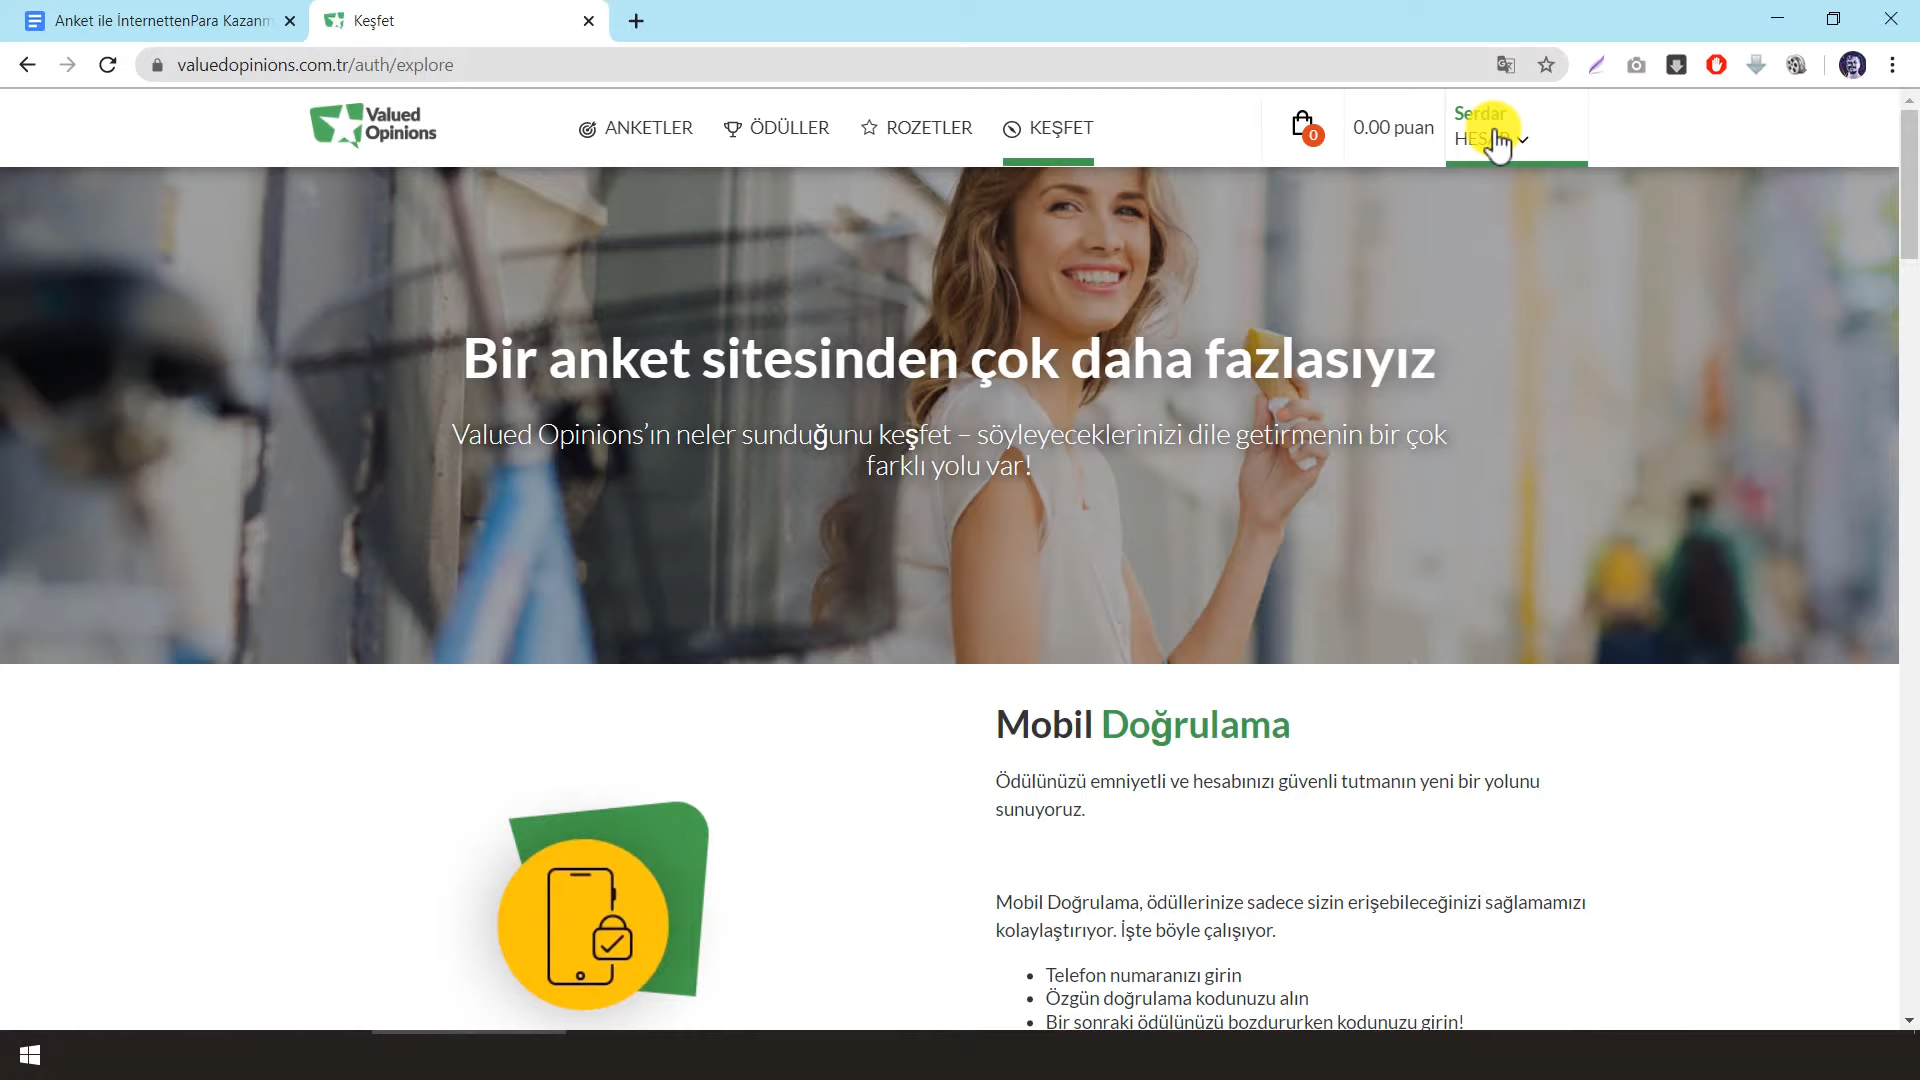 Anket ile İnternettenPara Kazanm
Keşfet
valuedopinions.com.tr/auth/explore
Valued
Opinions
ANKETLER
ÖDÜLLER
ROZETLER
KEŞFET
0
0.00 puan
Serdar
Bir anket sitesinden çok daha fazlasıyız
Valued Opinions’ın neler sunduğunu keşfet – söyleyeceklerinizi dile getirmenin bir çok
farklı yolu var!
Mobil Doğrulama
Ödülünüzü emniyetli ve hesabınızı güvenli tutmanın yeni bir yolunu
sunuyoruz.
Mobil Doğrulama, ödüllerinize sadece sizin erişebileceğinizi sağlamamızı
kolaylaştırıyor. İşte böyle çalışıyor.
• Telefon numaranızı girin
• Özgün doğrulama kodunuzu alın
• Bir sonraki ödülünüzü bozdururken kodunuzu girin!